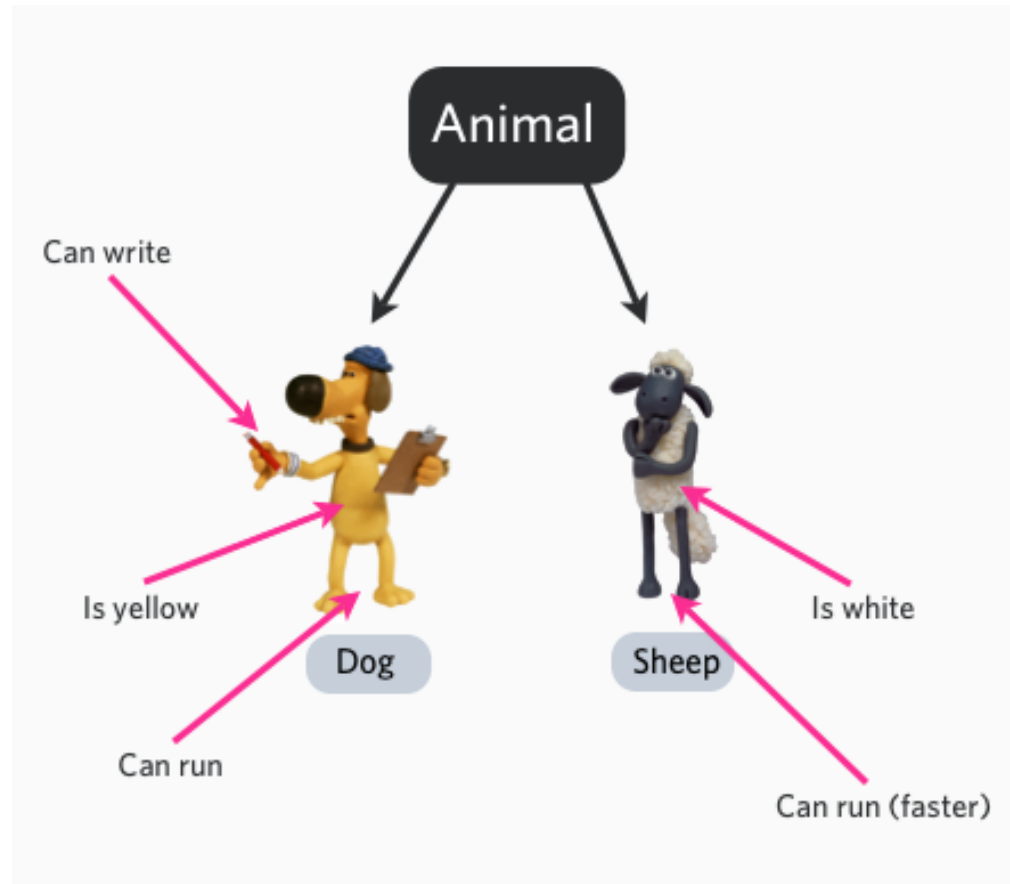 Animal
Can write
Is yellow
Is white
Dog
Sheep
Can run
Can run (faster)